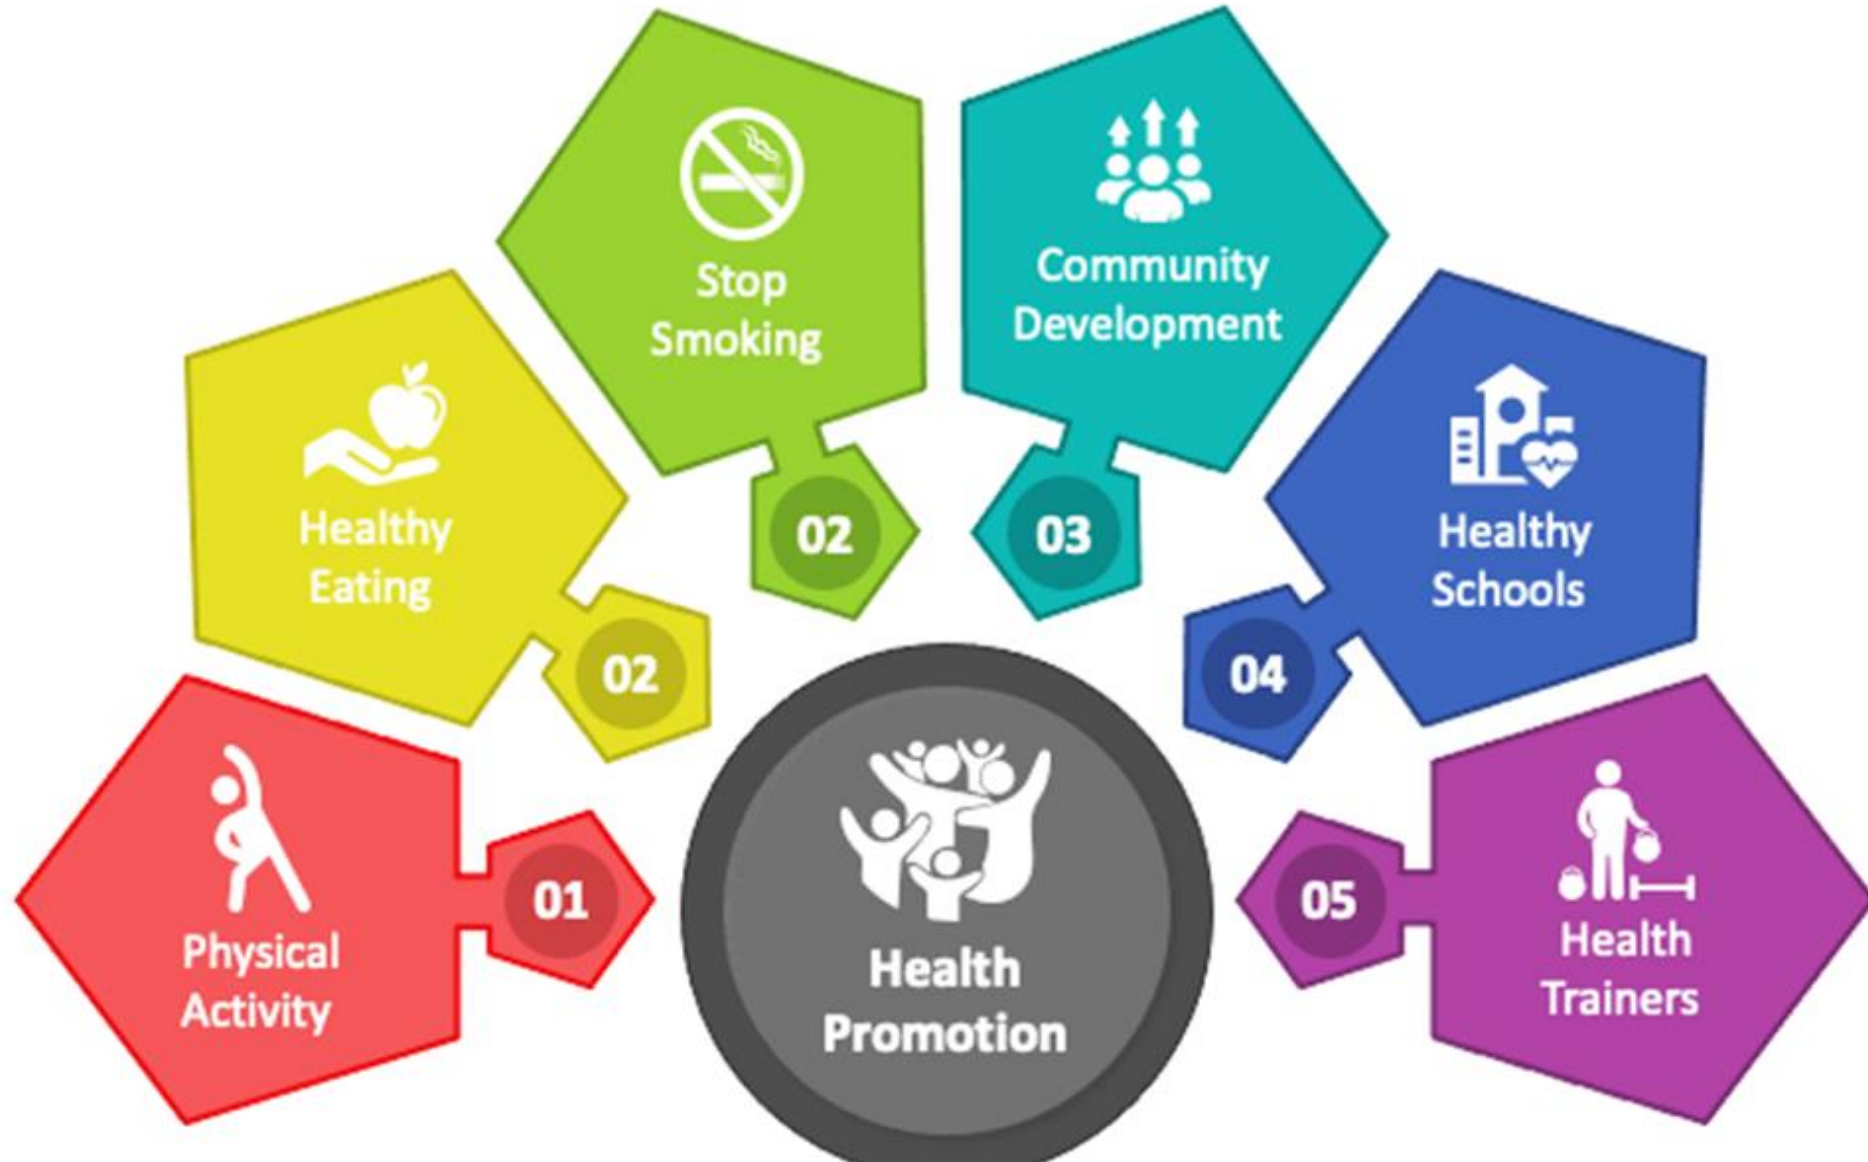 Physical
Activity
01
Healthy
Eating
02
Stop
Smoking
02
Community
Development
03
Healthy
Schools
04
Health
Trainers
05
Health
Promotion